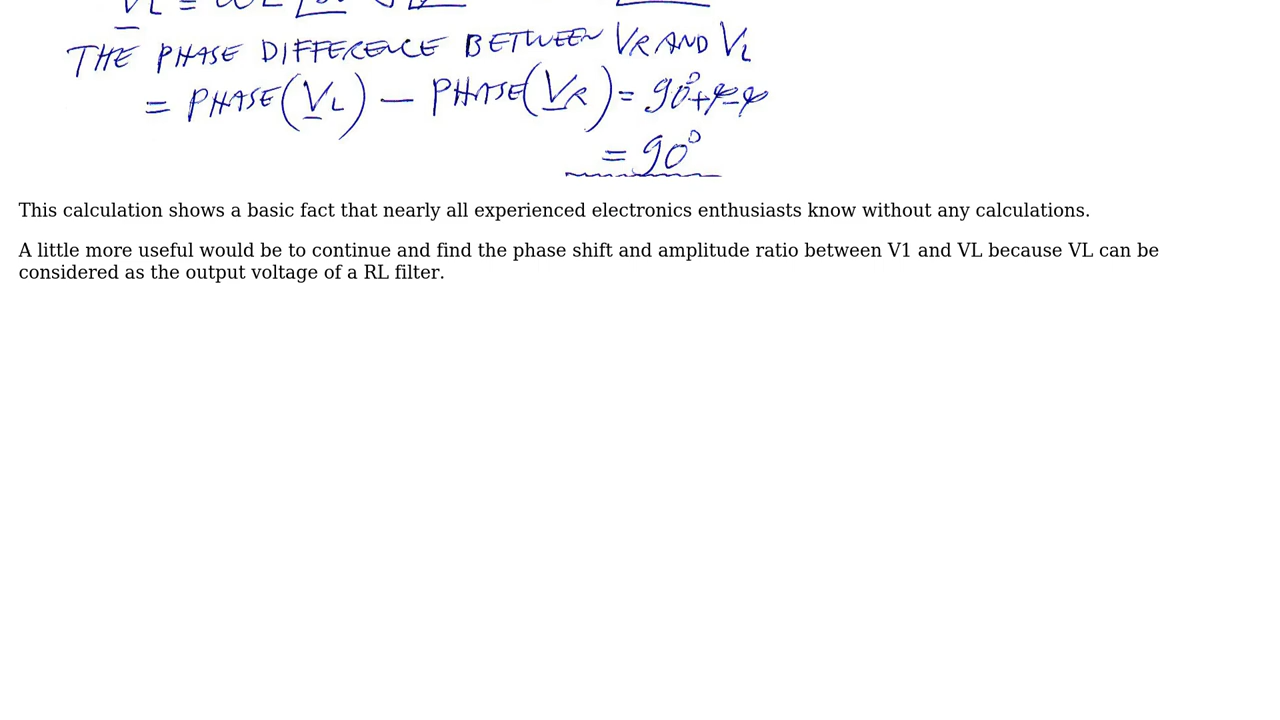 THE PHASE DIFFERENCE BETWEEN VR AND VL
= PHASE(VL) — PHASE(VR) = 90°+φ-φ
= 90°
This calculation shows a basic fact that nearly all experienced electronics enthusiasts know without any calculations.
A little more useful would be to continue and find the phase shift and amplitude ratio between V1 and VL because VL can be
considered as the output voltage of a RL filter.